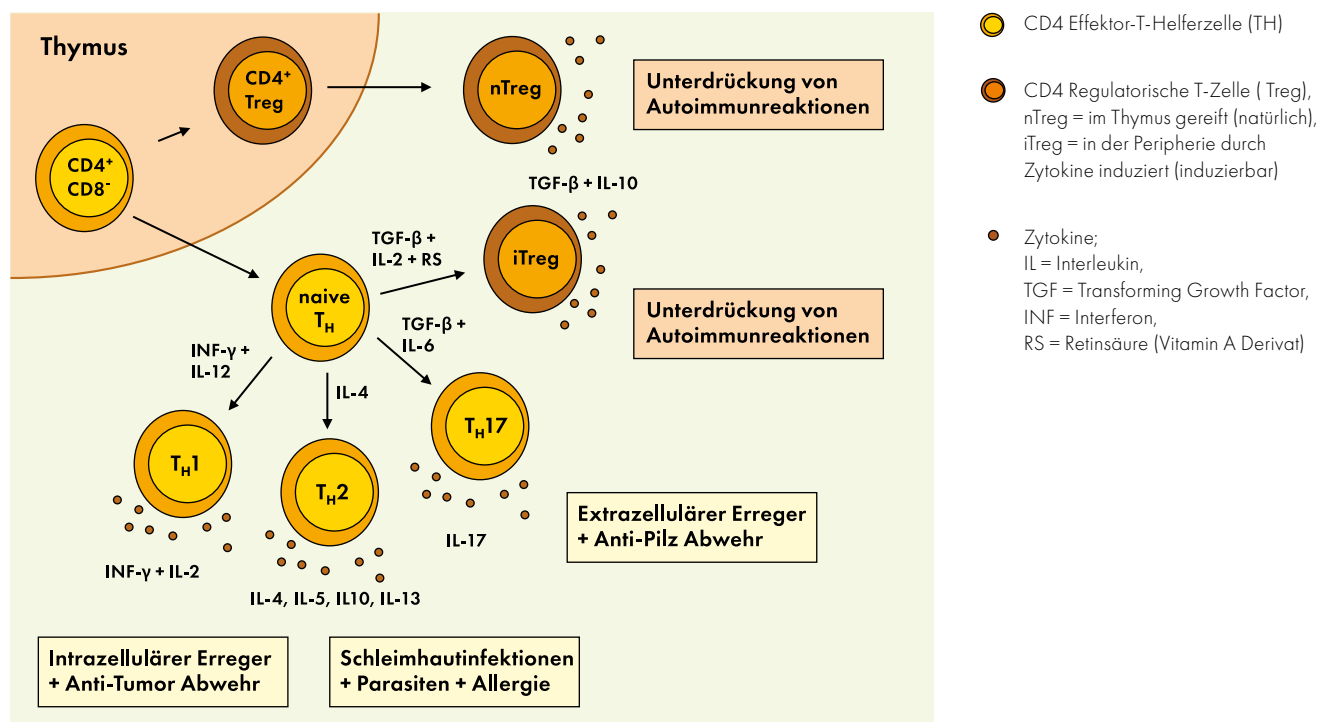 Thymus
CD4+
Treg
CD4+
CD8-
nTreg
Unterdrückung von
Autoimmunreaktionen
TGF-β + IL-10
naive
TH
TGF-β +
IL-2 + RS
iTreg
Unterdrückung von
Autoimmunreaktionen
TGF-β +
IL-6
INF-γ +
IL-12
IL-4
TH1
INF-γ + IL-2
TH2
IL-4, IL-5, IL10, IL-13
TH17
IL-17
Extrazellulärer Erreger
+ Anti-Pilz Abwehr
Intrazellulärer Erreger
+ Anti-Tumor Abwehr
Schleimhautinfektionen
+ Parasiten + Allergie
CD4 Effektor-T-Helferzelle (TH)
CD4 Regulatorische T-Zelle ( Treg),
nTreg = im Thymus gereift (natürlich),
iTreg = in der Peripherie durch
Zytokine induziert (induzierbar)
Zytokine;
IL = Interleukin,
TGF = Transforming Growth Factor,
INF = Interferon,
RS = Retinsäure (Vitamin A Derivat)